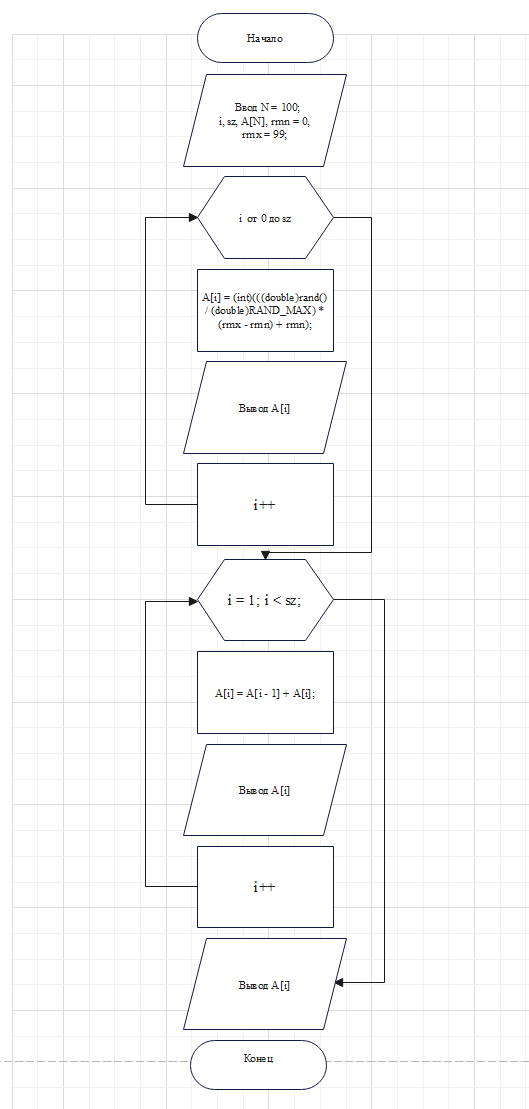 Начало
Ввод N = 100;
i, sz, A[N], rmn = 0,
rmx = 99;
i от 0 до sz
A[i] = (int)(((double)rand()
/ (double)RAND_MAX) *
(rmx - rmn) + rmn);
Вывод A[i]
i++
i = 1; i < sz;
A[i] = A[i - 1] + A[i];
Вывод A[i]
i++
Вывод A[i]
Конец